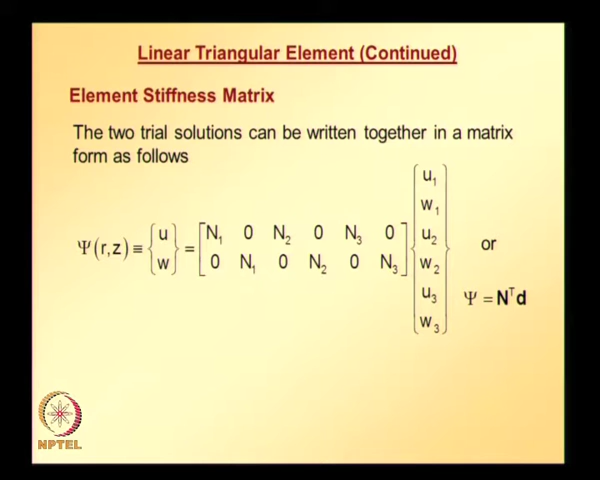 Linear Triangular Element (Continued)
Element Stiffness Matrix
The two trial solutions can be written together in a matrix
form as follows
Ψ(r,z) ≡ {u w} = [N₁ 0 N₂ 0 N₃ 0
0 N₁ 0 N₂ 0 N₃] {u₁ w₁ u₂ w₂ u₃ w₃} or
Ψ = Nᵀd
NPTEL